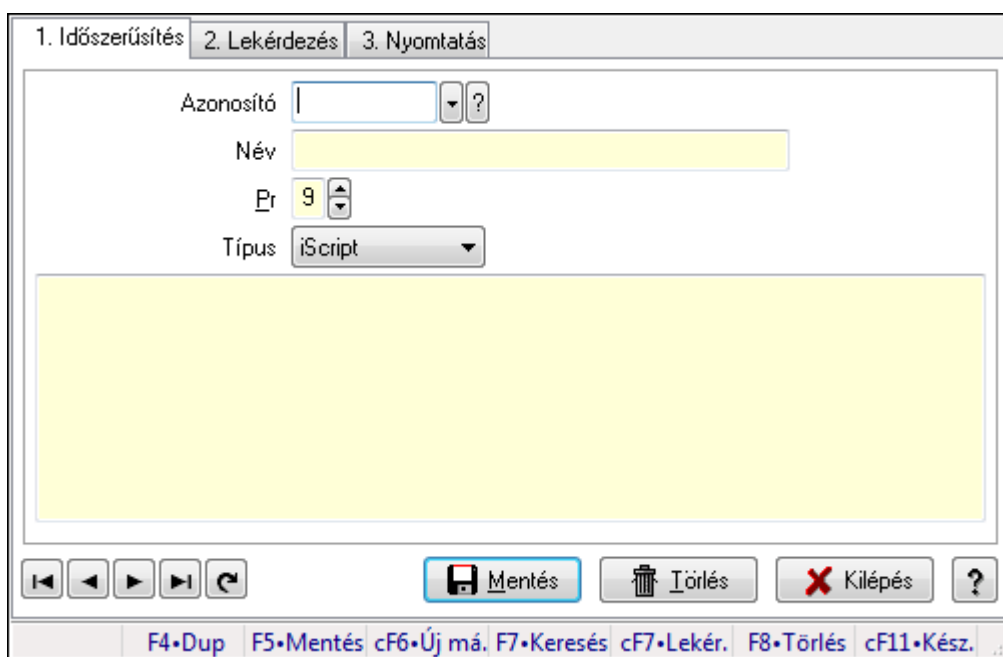 1. Időszerűsítés 2. Lekérdezés 3. Nyomtatás
Azonosító ?
Név
Pr 9
Típus iScript
Mentés Törlés Kilépés ?
F4•Dup F5•Mentés cF6•Új má. F7•Keresés cF7•Lekér. F8•Törlés cF11•Kész.